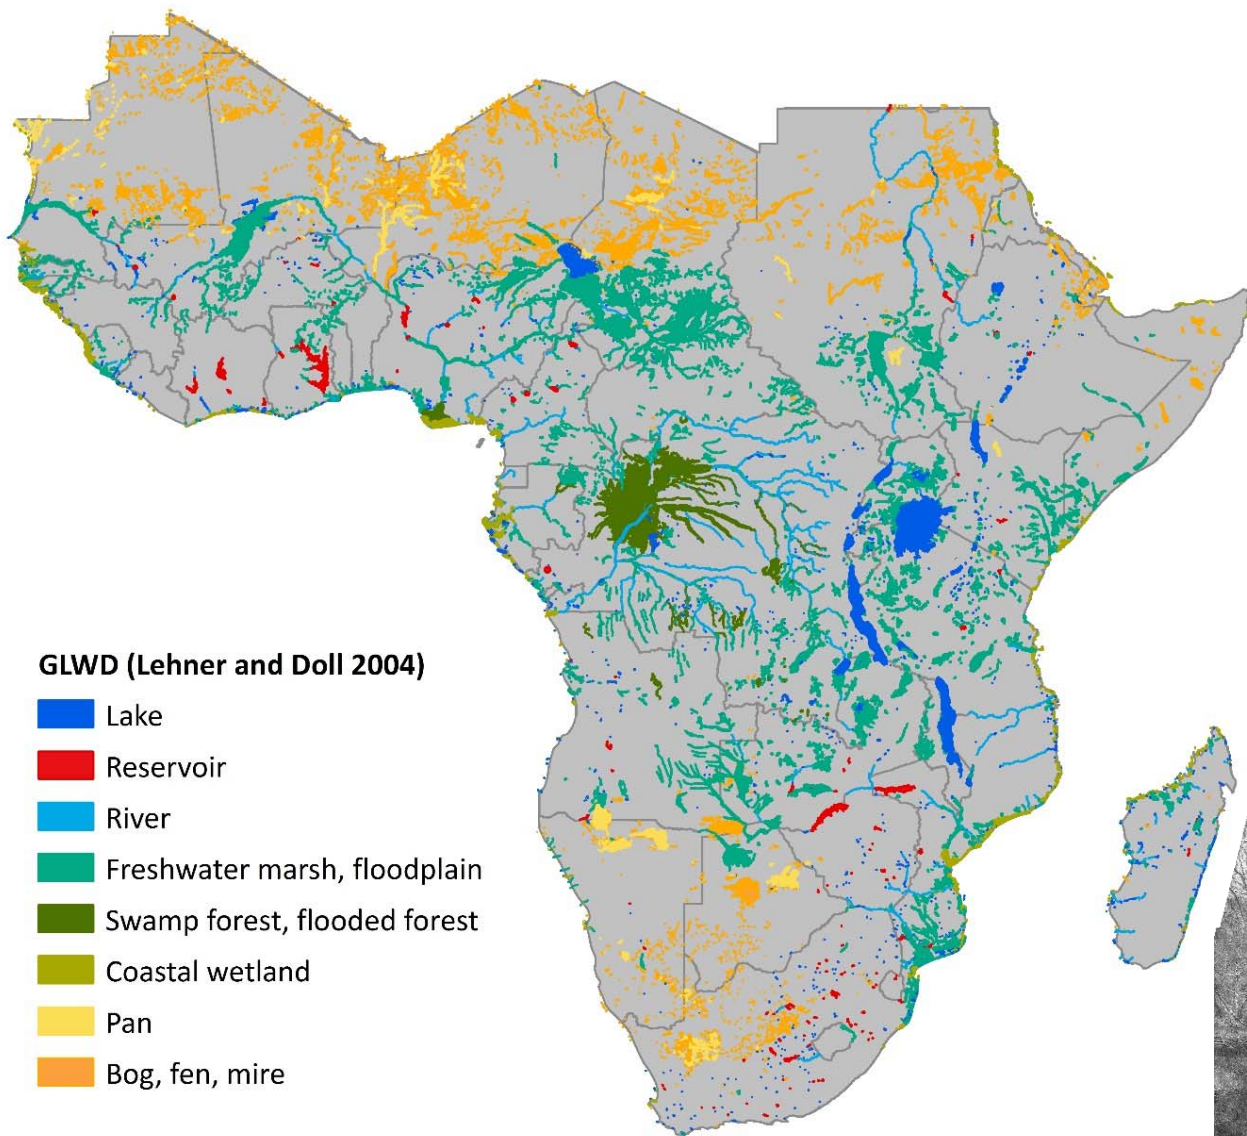 GLWD (Lehner and Doll 2004)
Lake
Reservoir
River
Freshwater marsh, floodplain
Swamp forest, flooded forest
Coastal wetland
Pan
Bog, fen, mire